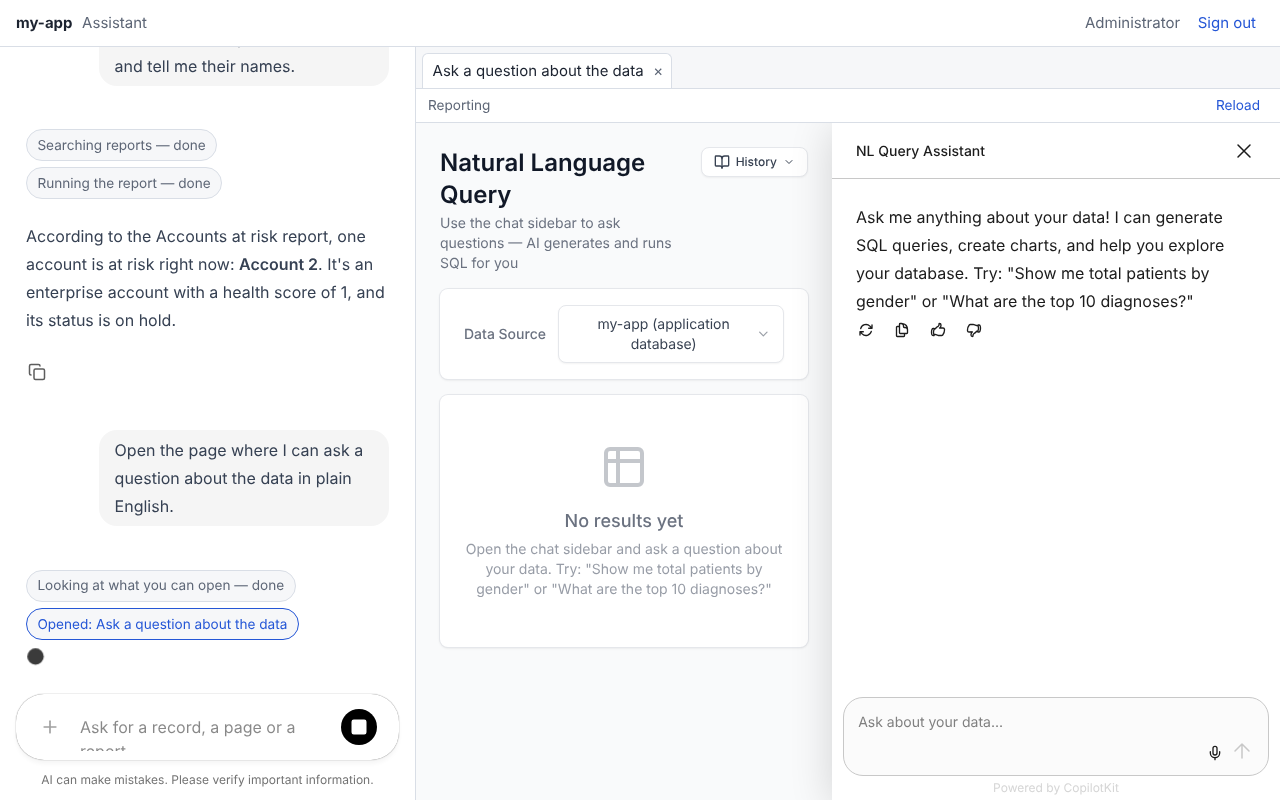 my-app Assistant
Administrator Sign out
and tell me their names.
Searching reports — done
Running the report — done
According to the Accounts at risk report, one
account is at risk right now: Account 2. It's an
enterprise account with a health score of 1, and
its status is on hold.
Open the page where I can ask a
question about the data in plain
English.
Looking at what you can open — done
Opened: Ask a question about the data
Ask for a record, a page or a
report
AI can make mistakes. Please verify important information.
Ask a question about the data ×
Reporting
Reload
Natural Language
Query
History
Use the chat sidebar to ask
questions — AI generates and runs
SQL for you
Data Source
my-app (application
database)
No results yet
Open the chat sidebar and ask a question about
your data. Try: "Show me total patients by
gender" or "What are the top 10 diagnoses?"
NL Query Assistant
Ask me anything about your data! I can generate
SQL queries, create charts, and help you explore
your database. Try: "Show me total patients by
gender" or "What are the top 10 diagnoses?"
Ask about your data...
Powered by CopilotKit